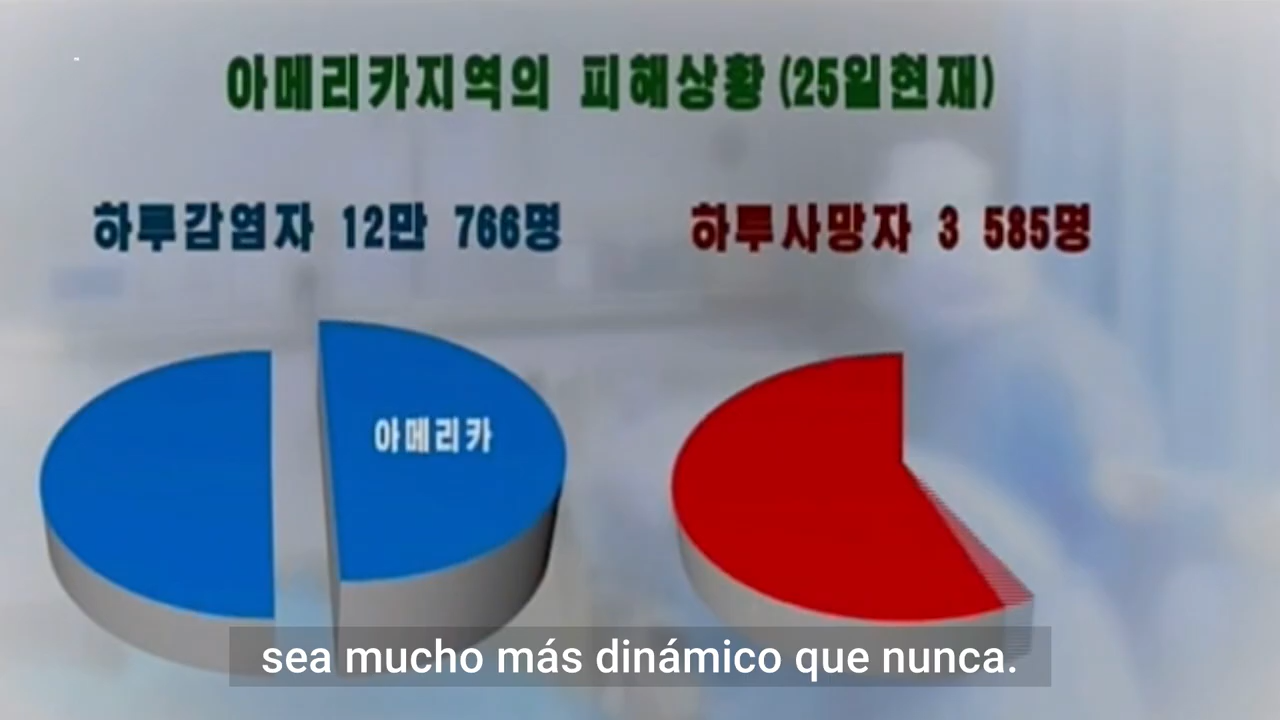 아메리카지역의 피해상황 (25일현재)
하루감염자 12만 766명
하루사망자 3 585명
아메리카
sea mucho más dinámico que nunca.